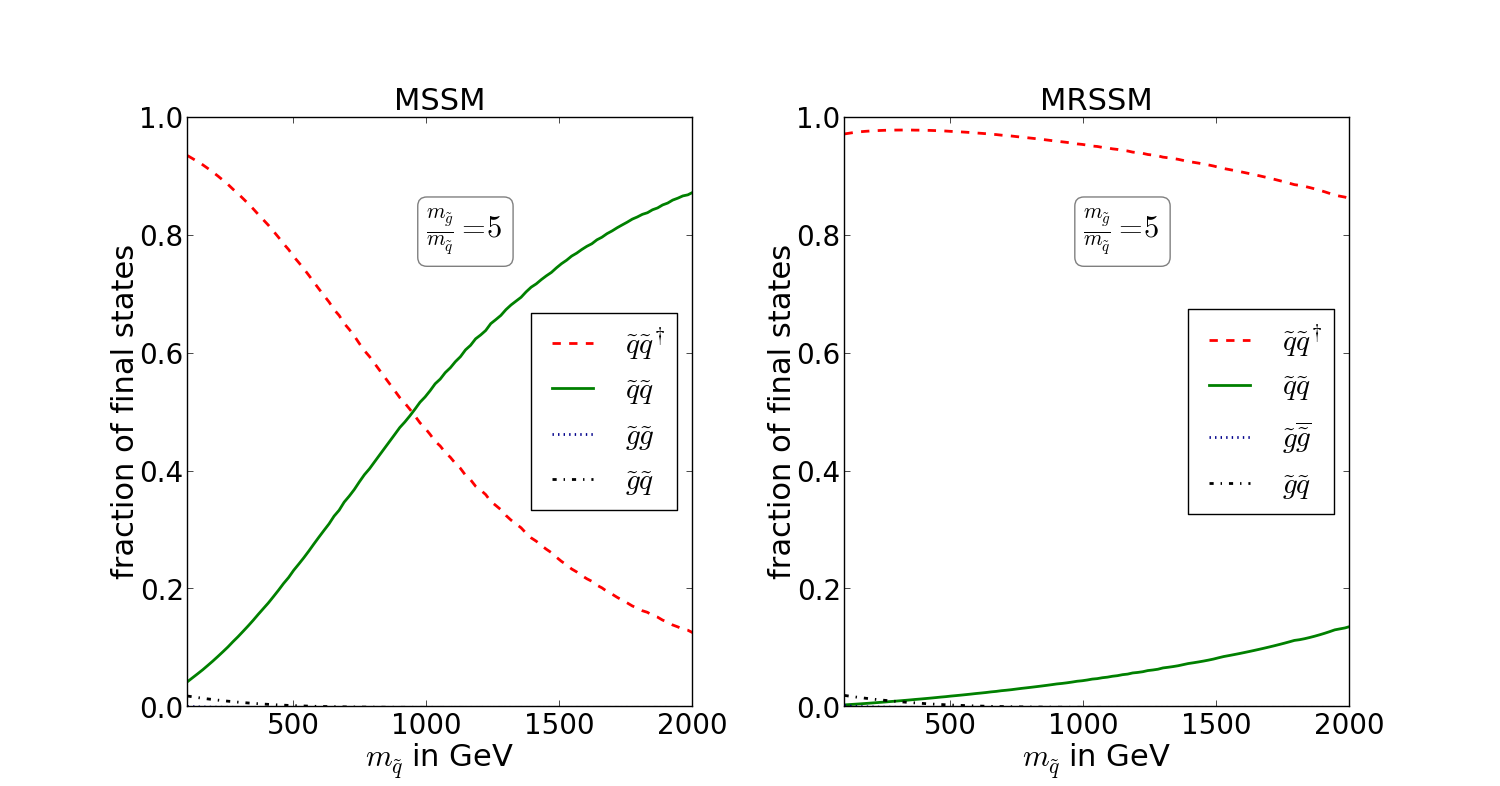 MSSM
1.0
0.8
0.6
0.4
0.2
0.0
fraction of final states
m_g̃/m_q̃ =5
q̃q̃†
q̃q̃
g̃g̃
g̃q̃
500
1000
1500
2000
m_q̃ in GeV
MRSSM
1.0
0.8
0.6
0.4
0.2
0.0
fraction of final states
m_g̃/m_q̃ =5
q̃q̃†
q̃q̃
g̃g̃̅
g̃q̃
500
1000
1500
2000
m_q̃ in GeV